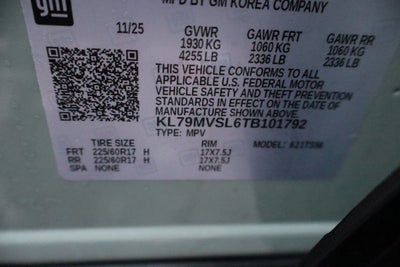 gm
MFD BY GM KOREA COMPANY
11/25 GVWR GAWR FRT GAWR RR
1930 KG 1060 KG 1060 KG
4255 LB 2336 LB 2336 LB
THIS VEHICLE CONFORMS TO ALL
APPLICABLE U.S. FEDERAL MOTOR
VEHICLE SAFETY AND THEFT PREVENTION
STANDARDS IN EFFECT ON THE DATE OF
MANUFACTURE SHOWN ABOVE.
KL79MVSL6TB101792
TYPE: MPV MODEL:
TIRE SIZE RIM
FRT 225/60R17 H 17X7.5J
RR 225/60R17 H 17X7.5J
SPA NONE NONE